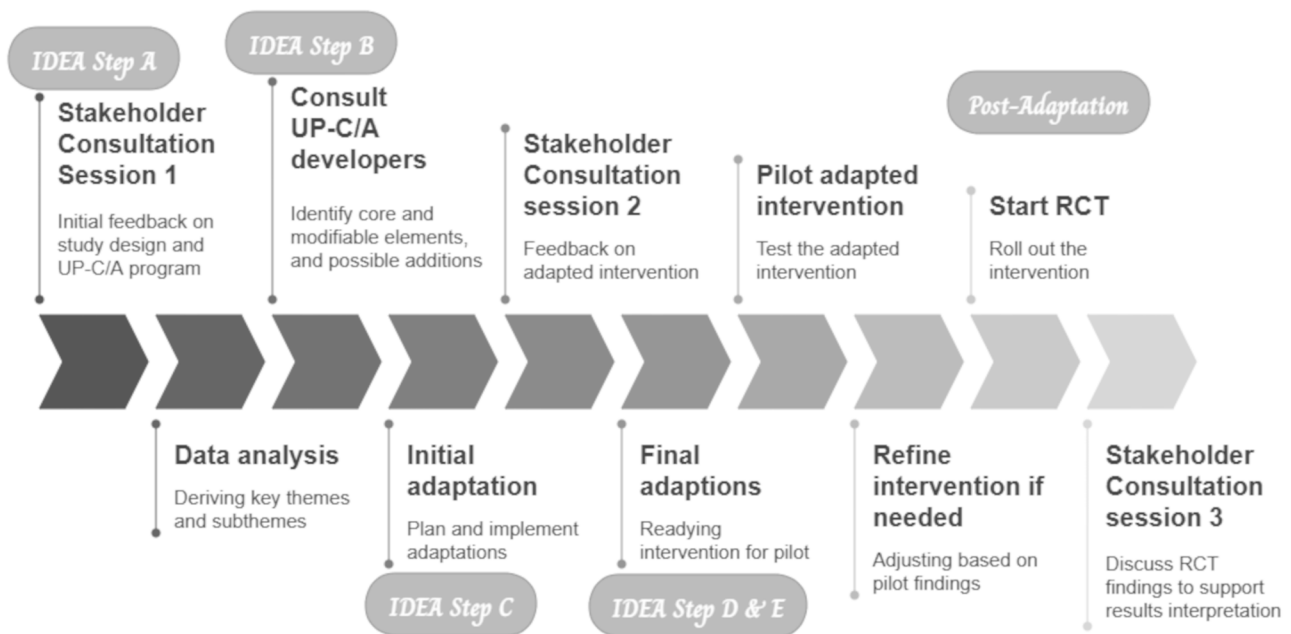 IDEA Step A
Stakeholder
Consultation
Session 1
Initial feedback on
study design and
UP-C/A program
Data analysis
Deriving key themes
and subthemes
IDEA Step B
Consult
UP-C/A
developers
Identify core and
modifiable elements,
and possible additions
Initial
adaptation
Plan and implement
adaptations
IDEA Step C
Stakeholder
Consultation
session 2
Feedback on
adapted intervention
Final
adaptions
Readying
intervention for pilot
IDEA Step D & E
Pilot adapted
intervention
Test the adapted
intervention
Refine
intervention if
needed
Adjusting based on
pilot findings
Post-Adaptation
Start RCT
Roll out the
intervention
Stakeholder
Consultation
session 3
Discuss RCT
findings to support
results interpretation